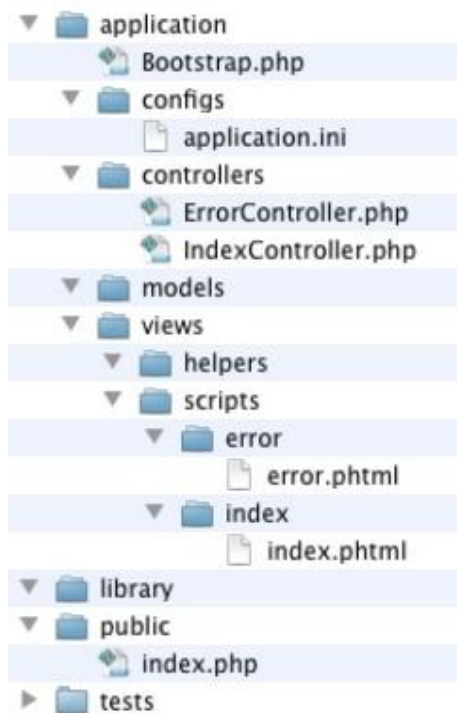 application
Bootstrap.php
configs
application.ini
controllers
ErrorController.php
IndexController.php
models
views
helpers
scripts
error
error.phtml
index
index.phtml
library
public
index.php
tests